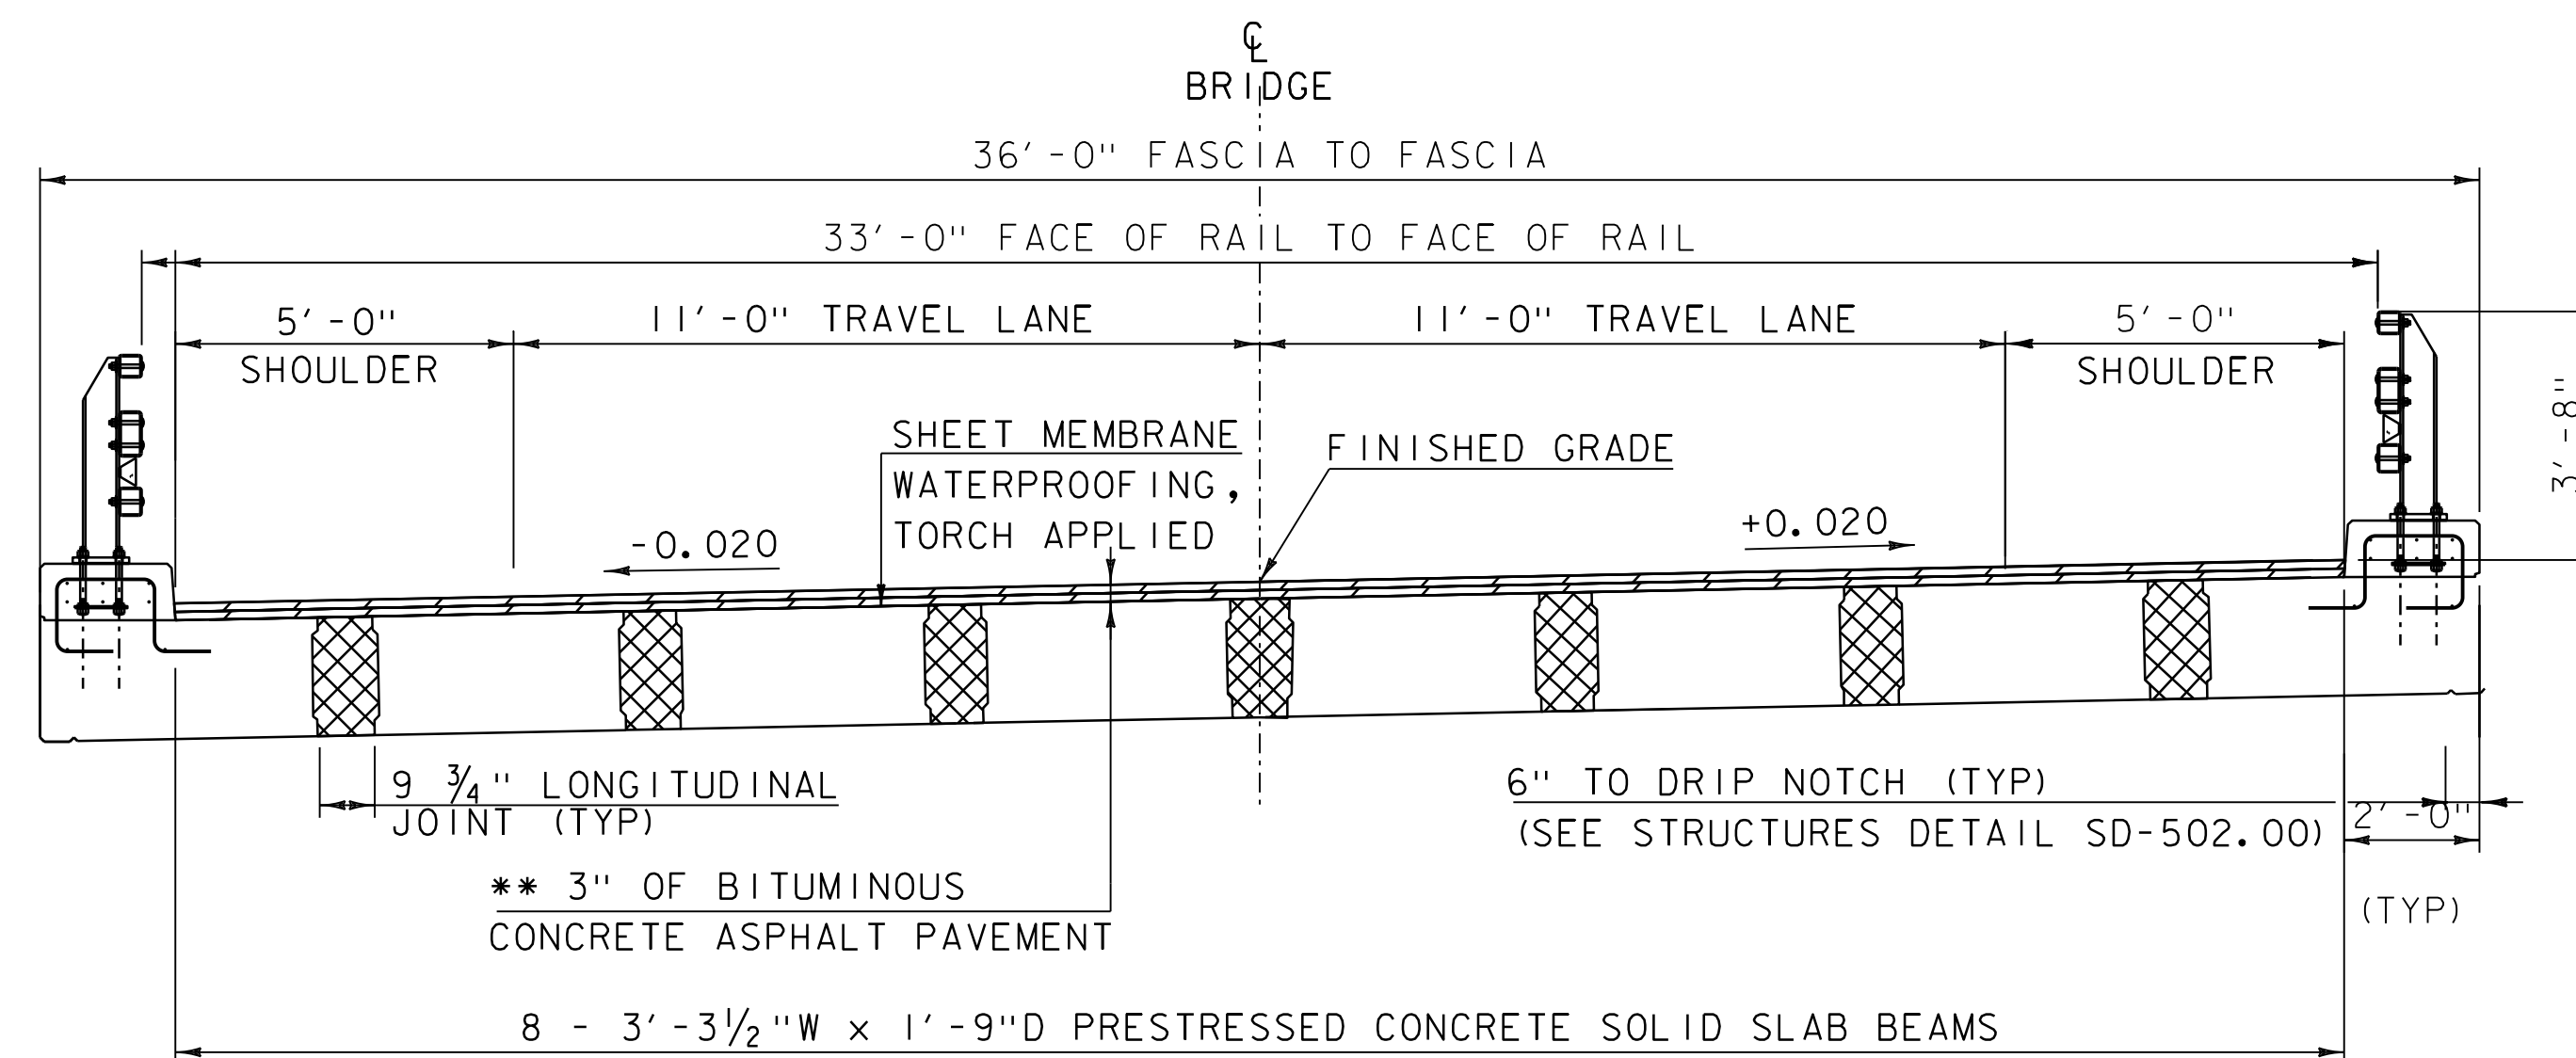 ℄
BRIDGE
36'-0" FASCIA TO FASCIA
33'-0" FACE OF RAIL TO FACE OF RAIL
5'-0"
SHOULDER
11'-0" TRAVEL LANE
11'-0" TRAVEL LANE
5'-0"
SHOULDER
3'-8"
SHEET MEMBRANE
WATERPROOFING,
TORCH APPLIED
FINISHED GRADE
-0.020
+0.020
9 3/4" LONGITUDINAL
JOINT (TYP)
6" TO DRIP NOTCH (TYP)
(SEE STRUCTURES DETAIL SD-502.00)
2'-0"
(TYP)
** 3" OF BITUMINOUS
CONCRETE ASPHALT PAVEMENT
8 - 3'-3 1/2"W x 1'-9"D PRESTRESSED CONCRETE SOLID SLAB BEAMS